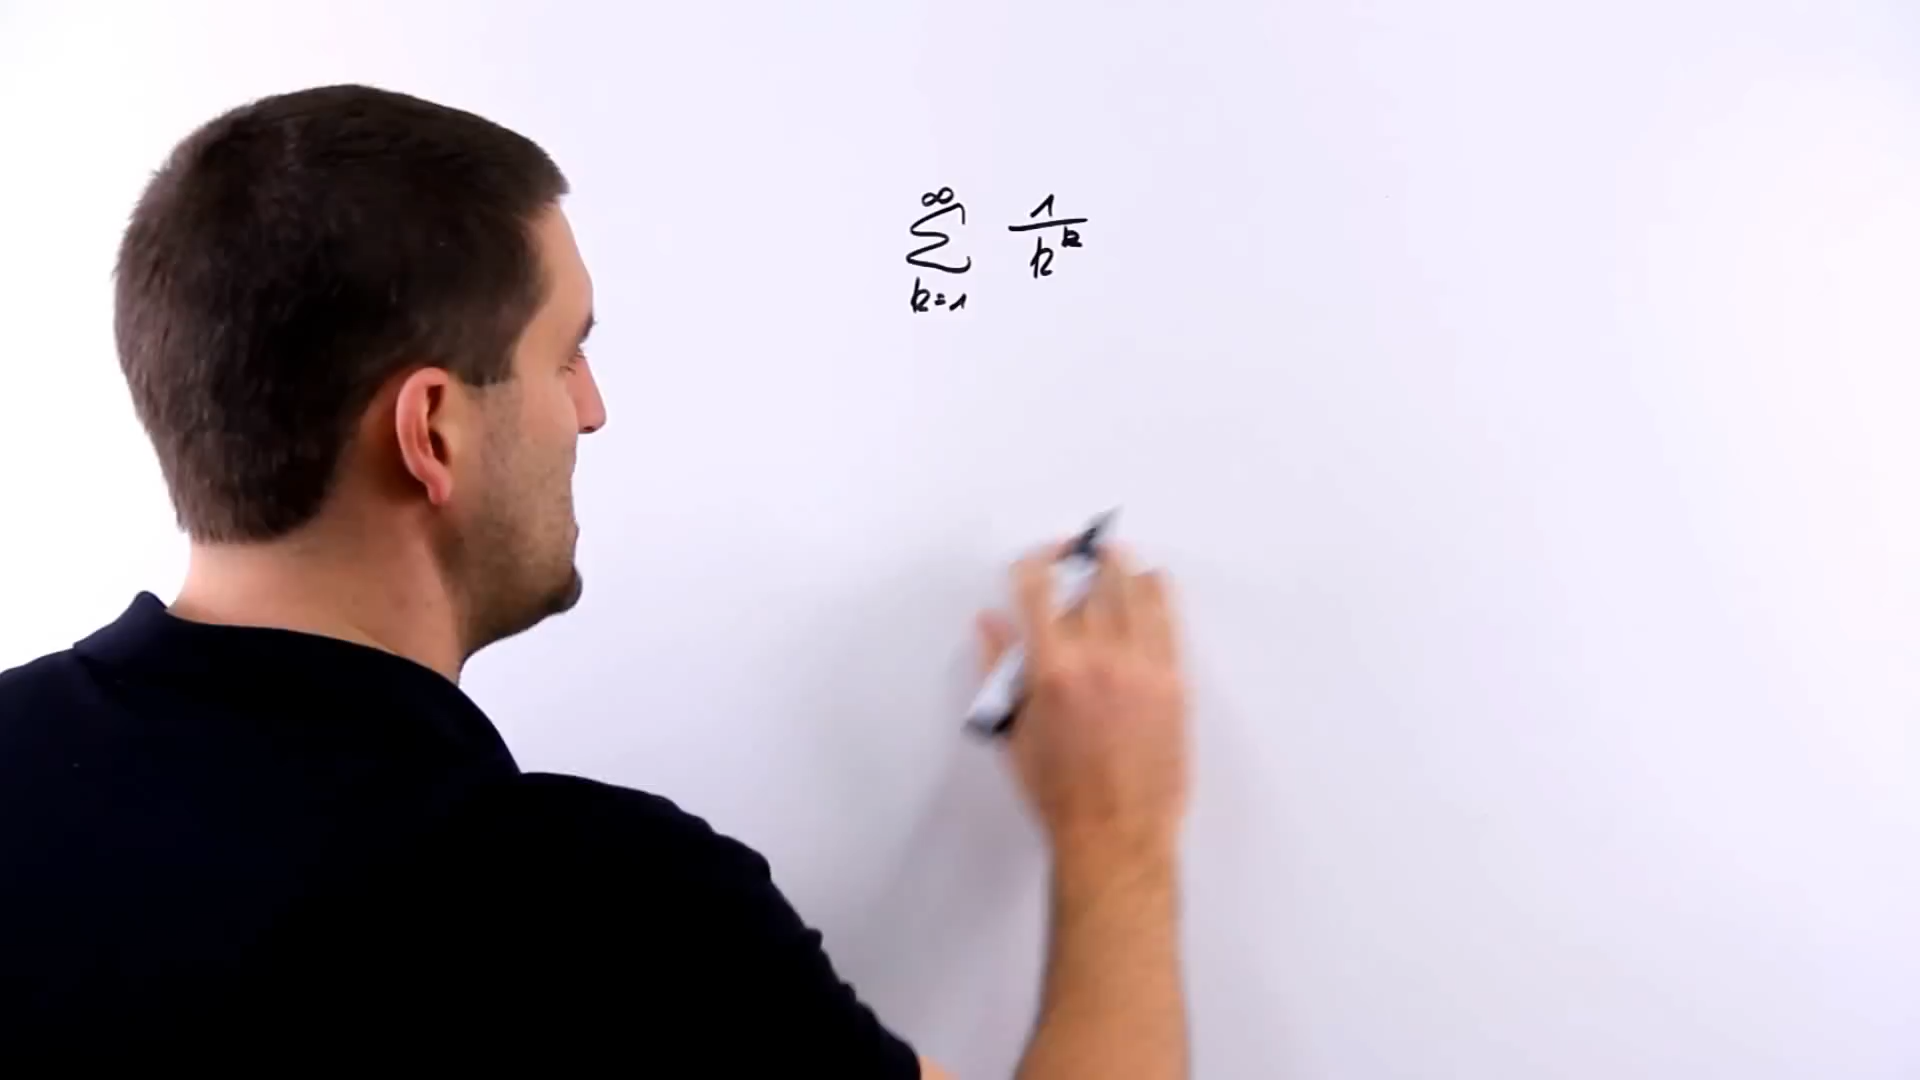 ∞
∑ 1/k^k
k=1